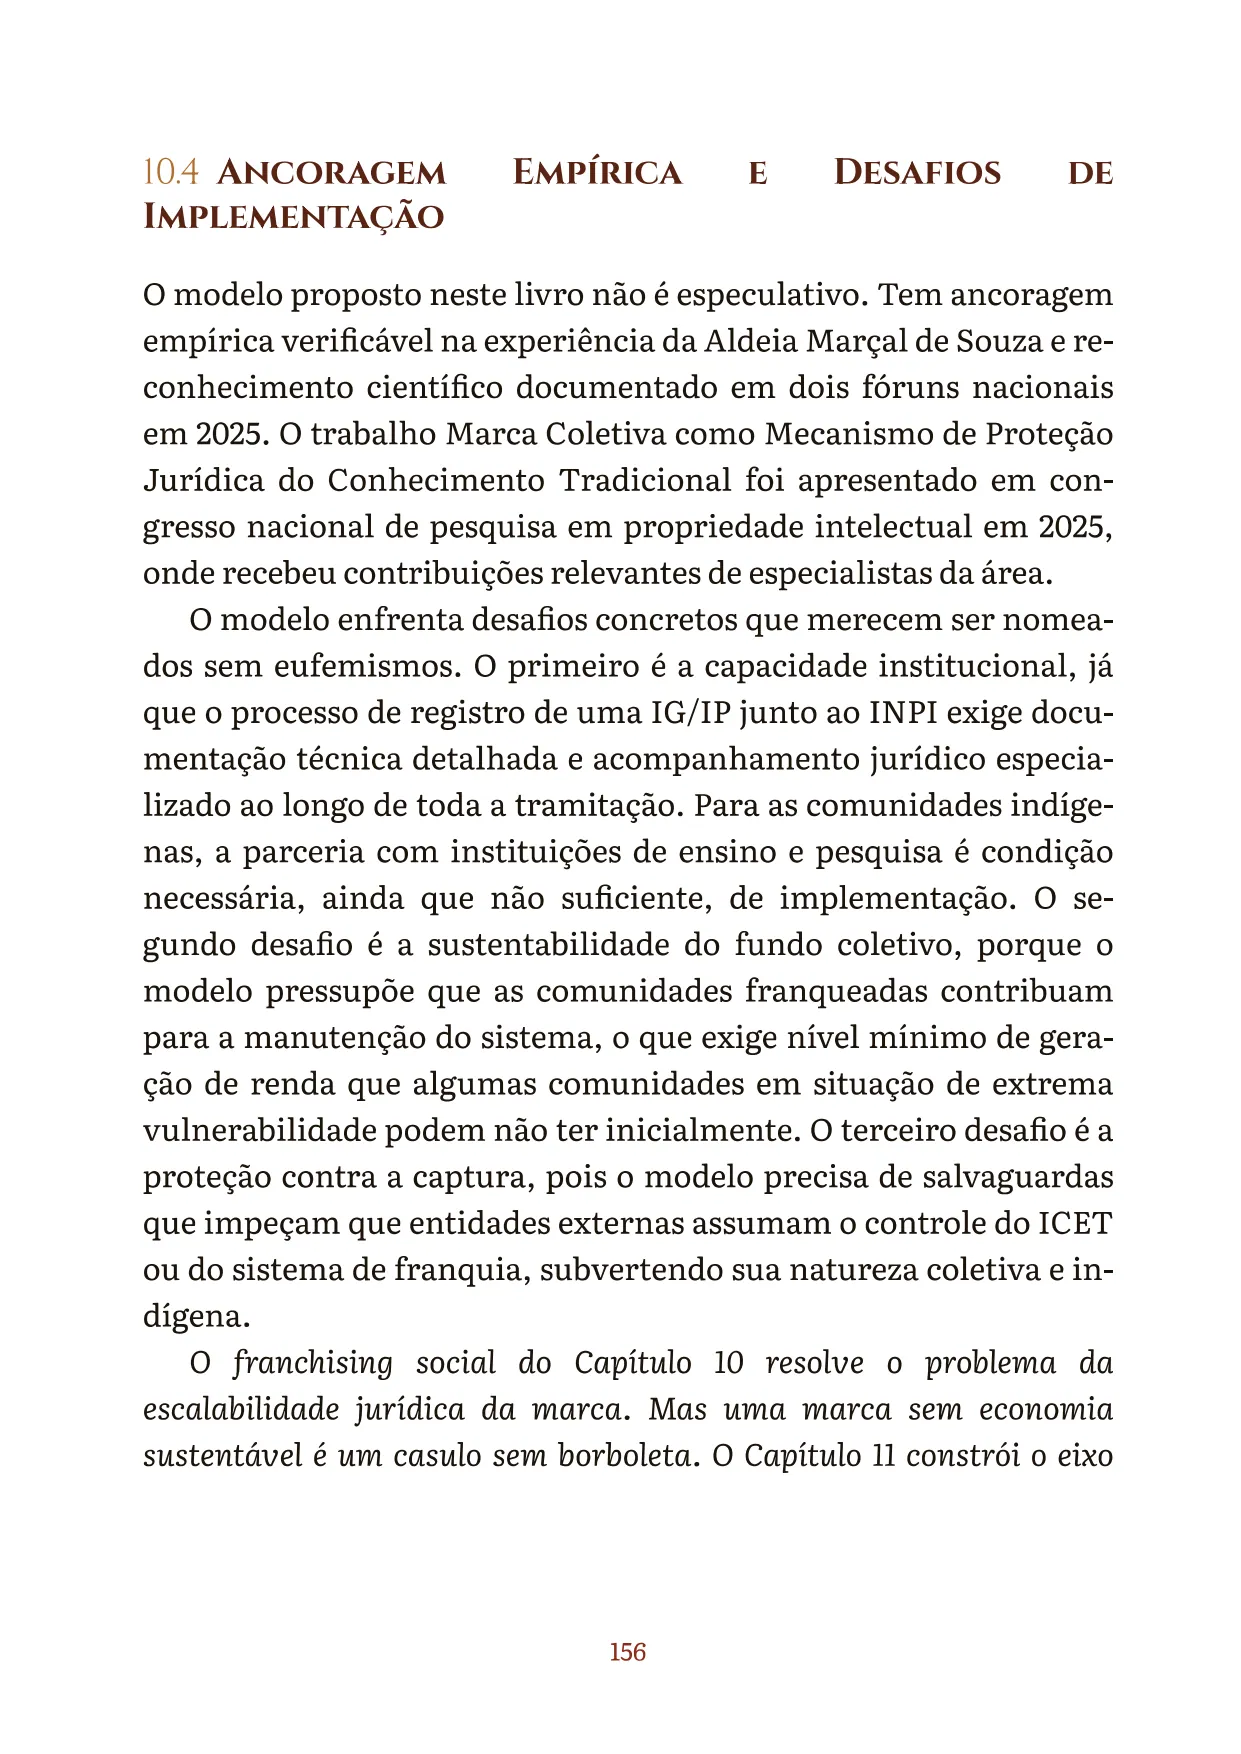 10.4 Ancoragem Empírica e Desafios de
Implementação
O modelo proposto neste livro não é especulativo. Tem ancoragem
empírica verificável na experiência da Aldeia Marçal de Souza e re-
conhecimento científico documentado em dois fóruns nacionais
em 2025. O trabalho Marca Coletiva como Mecanismo de Proteção
Jurídica do Conhecimento Tradicional foi apresentado em con-
gresso nacional de pesquisa em propriedade intelectual em 2025,
onde recebeu contribuições relevantes de especialistas da área.
O modelo enfrenta desafios concretos que merecem ser nomea-
dos sem eufemismos. O primeiro é a capacidade institucional, já
que o processo de registro de uma IG/IP junto ao INPI exige docu-
mentação técnica detalhada e acompanhamento jurídico especia-
lizado ao longo de toda a tramitação. Para as comunidades indíge-
nas, a parceria com instituições de ensino e pesquisa é condição
necessária, ainda que não suficiente, de implementação. O se-
gundo desafio é a sustentabilidade do fundo coletivo, porque o
modelo pressupõe que as comunidades franqueadas contribuam
para a manutenção do sistema, o que exige nível mínimo de gera-
ção de renda que algumas comunidades em situação de extrema
vulnerabilidade podem não ter inicialmente. O terceiro desafio é a
proteção contra a captura, pois o modelo precisa de salvaguardas
que impeçam que entidades externas assumam o controle do ICET
ou do sistema de franquia, subvertendo sua natureza coletiva e in-
dígena.
O franchising social do Capítulo 10 resolve o problema da
escalabilidade jurídica da marca. Mas uma marca sem economia
sustentável é um casulo sem borboleta. O Capítulo 11 constrói o eixo
156